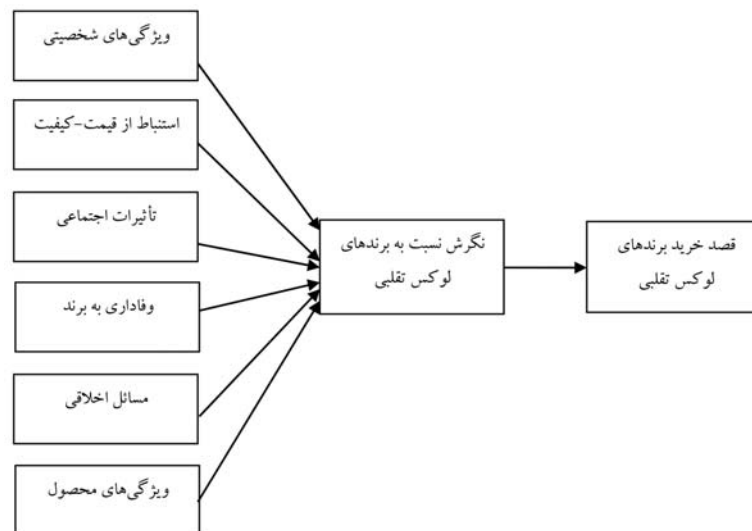 ویژگی‌های شخصیتی
استنباط از قیمت-کیفیت
تأثیرات اجتماعی
وفاداری به برند
مسائل اخلاقی
ویژگی‌های محصول
نگرش نسبت به برندهای
لوکس تقلبی
قصد خرید برندهای
لوکس تقلبی